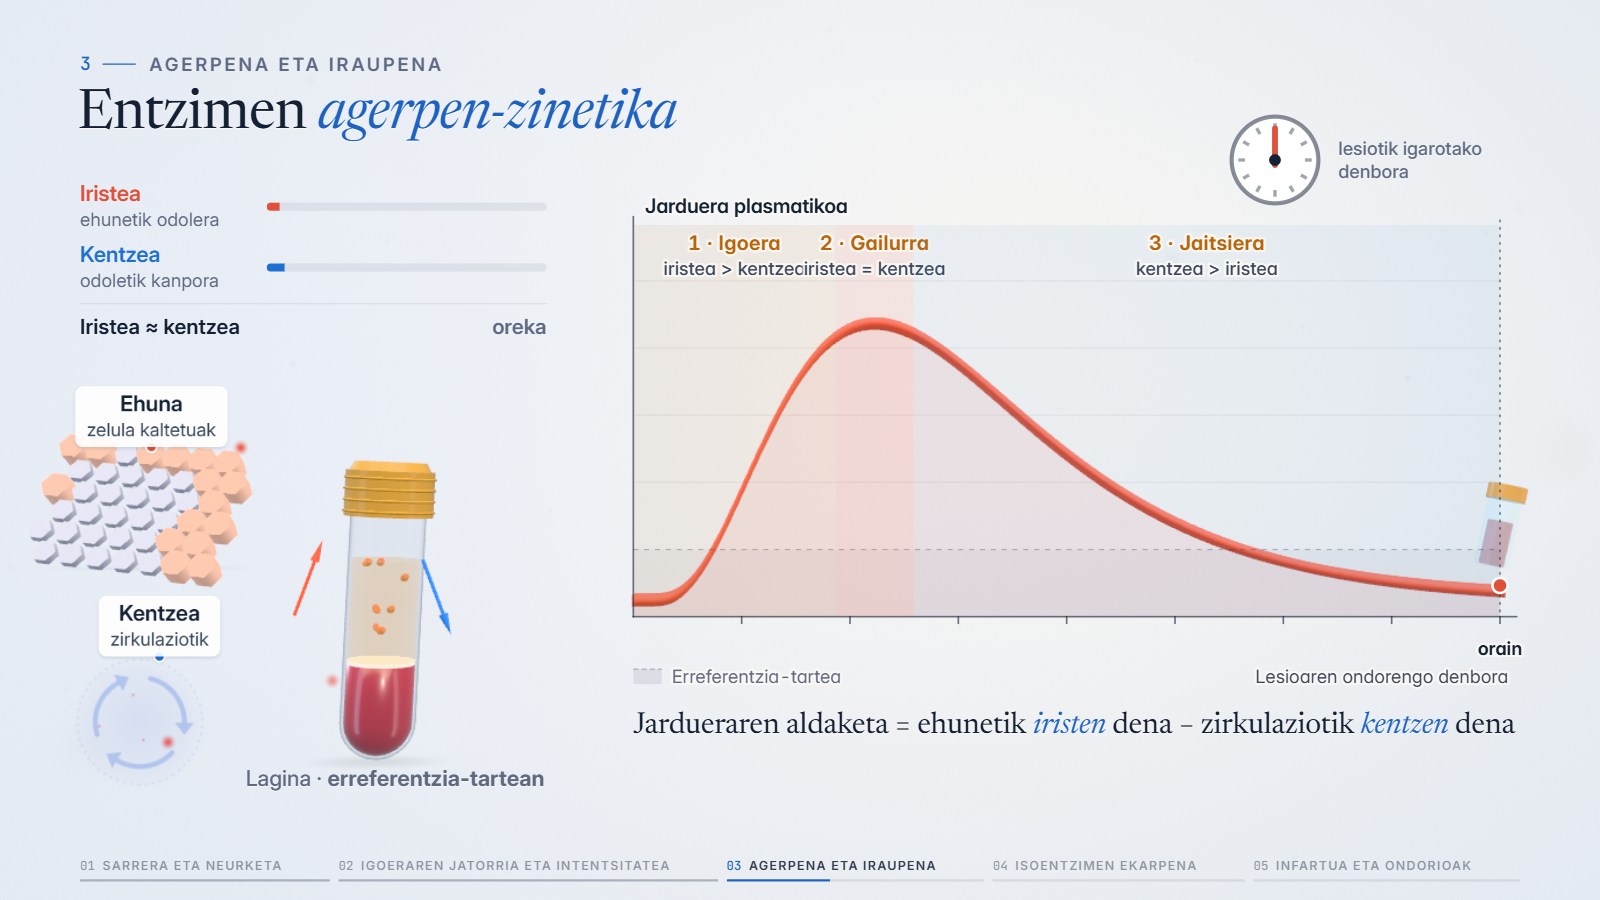 3 — AGERPENA ETA IRAUPENA
Entzimen agerpen-zinetika
lesiotik igarotako
denbora
Iristea
ehunetik odolera
Kentzea
odoletik kanpora
Iristea ≈ kentzea oreka
Ehuna
zelula kaltetuak
Kentzea
zirkulaziotik
Lagina · erreferentzia-tartean
Jarduera plasmatikoa
1 · Igoera
iristea > kentzea
2 · Gailurra
iristea = kentzea
3 · Jaitsiera
kentzea > iristea
orain
Erreferentzia-tartea
Lesioaren ondorengo denbora
Jardueraren aldaketa = ehunetik iristen dena – zirkulaziotik kentzen dena
01 SARRERA ETA NEURKETA
02 IGOERAREN JATORRIA ETA INTENTSITATEA
03 AGERPENA ETA IRAUPENA
04 ISOENTZIMEN EKARPENA
05 INFARTUA ETA ONDORIOAK